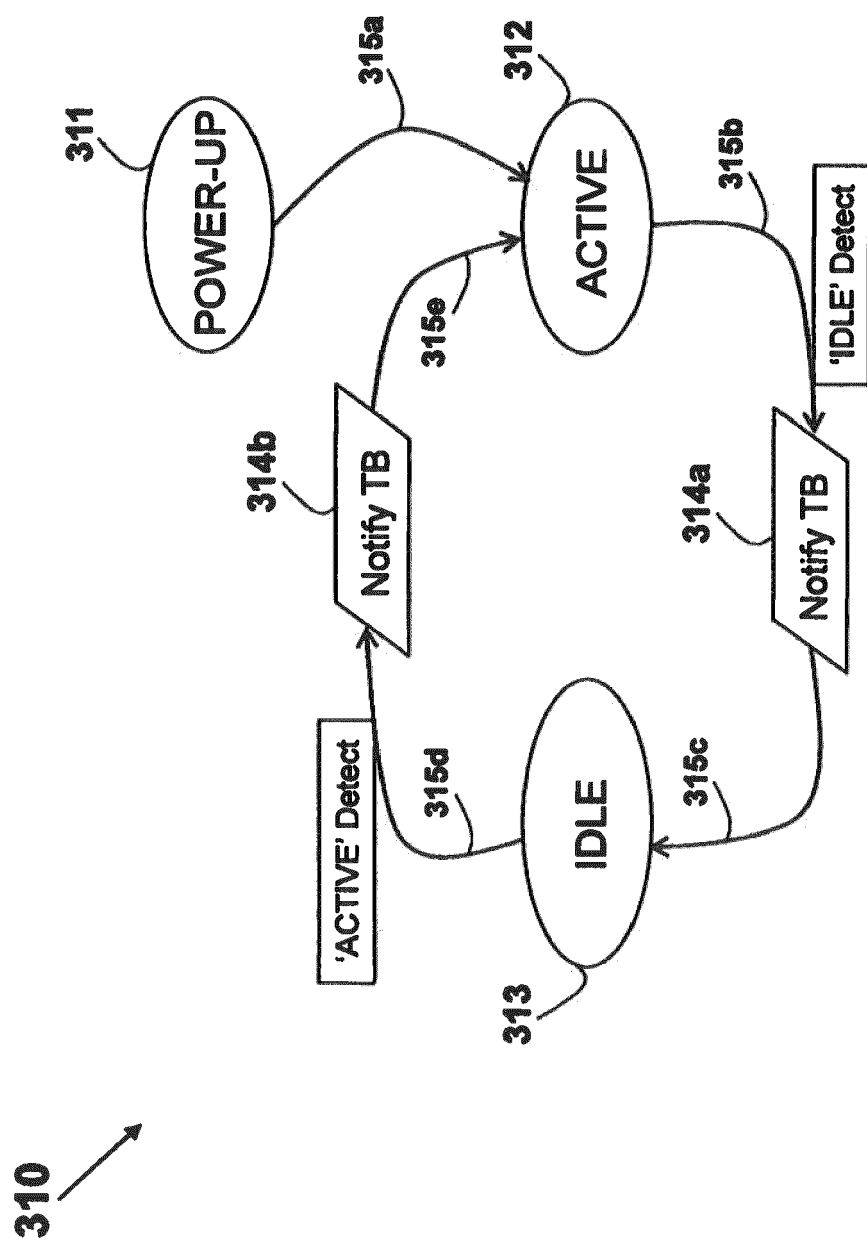 310
311
POWER-UP
315a
314b
Notify TB
315e
312
ACTIVE
'ACTIVE' Detect
315d
313
IDLE
315b
'IDLE' Detect
315c
314a
Notify TB